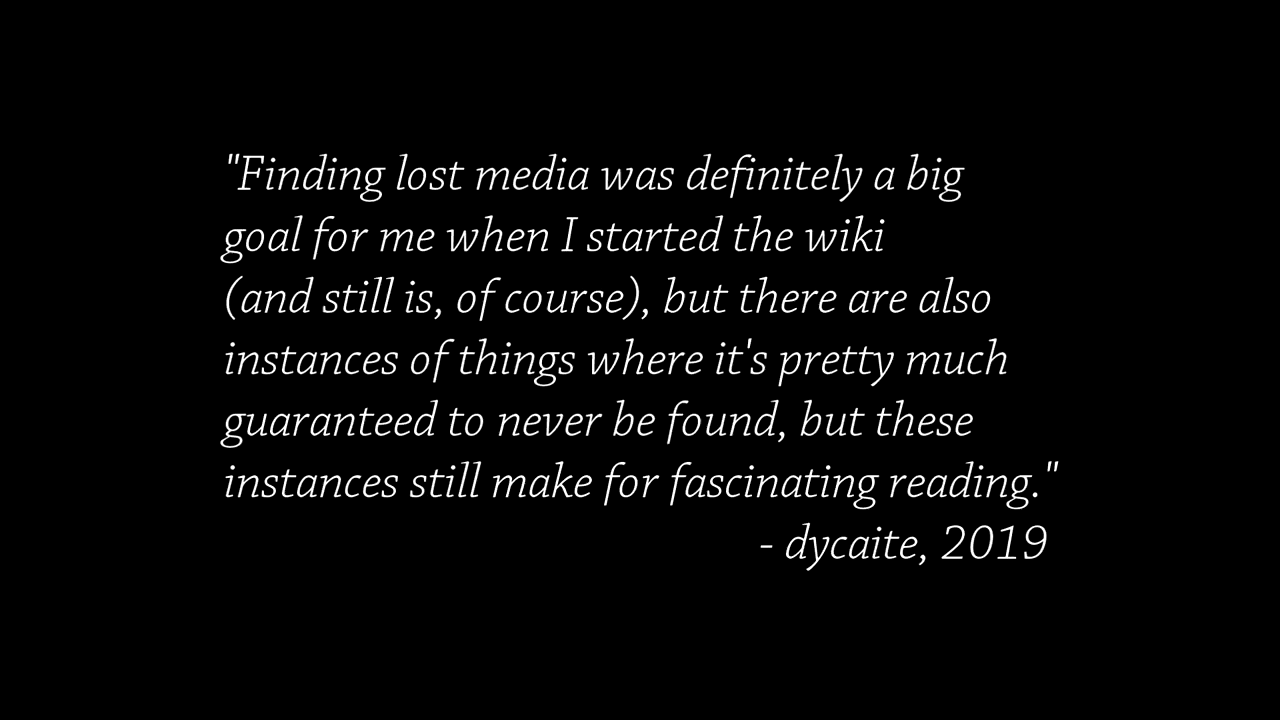 "Finding lost media was definitely a big
goal for me when I started the wiki
(and still is, of course), but there are also
instances of things where it's pretty much
guaranteed to never be found, but these
instances still make for fascinating reading."
- dycaite, 2019